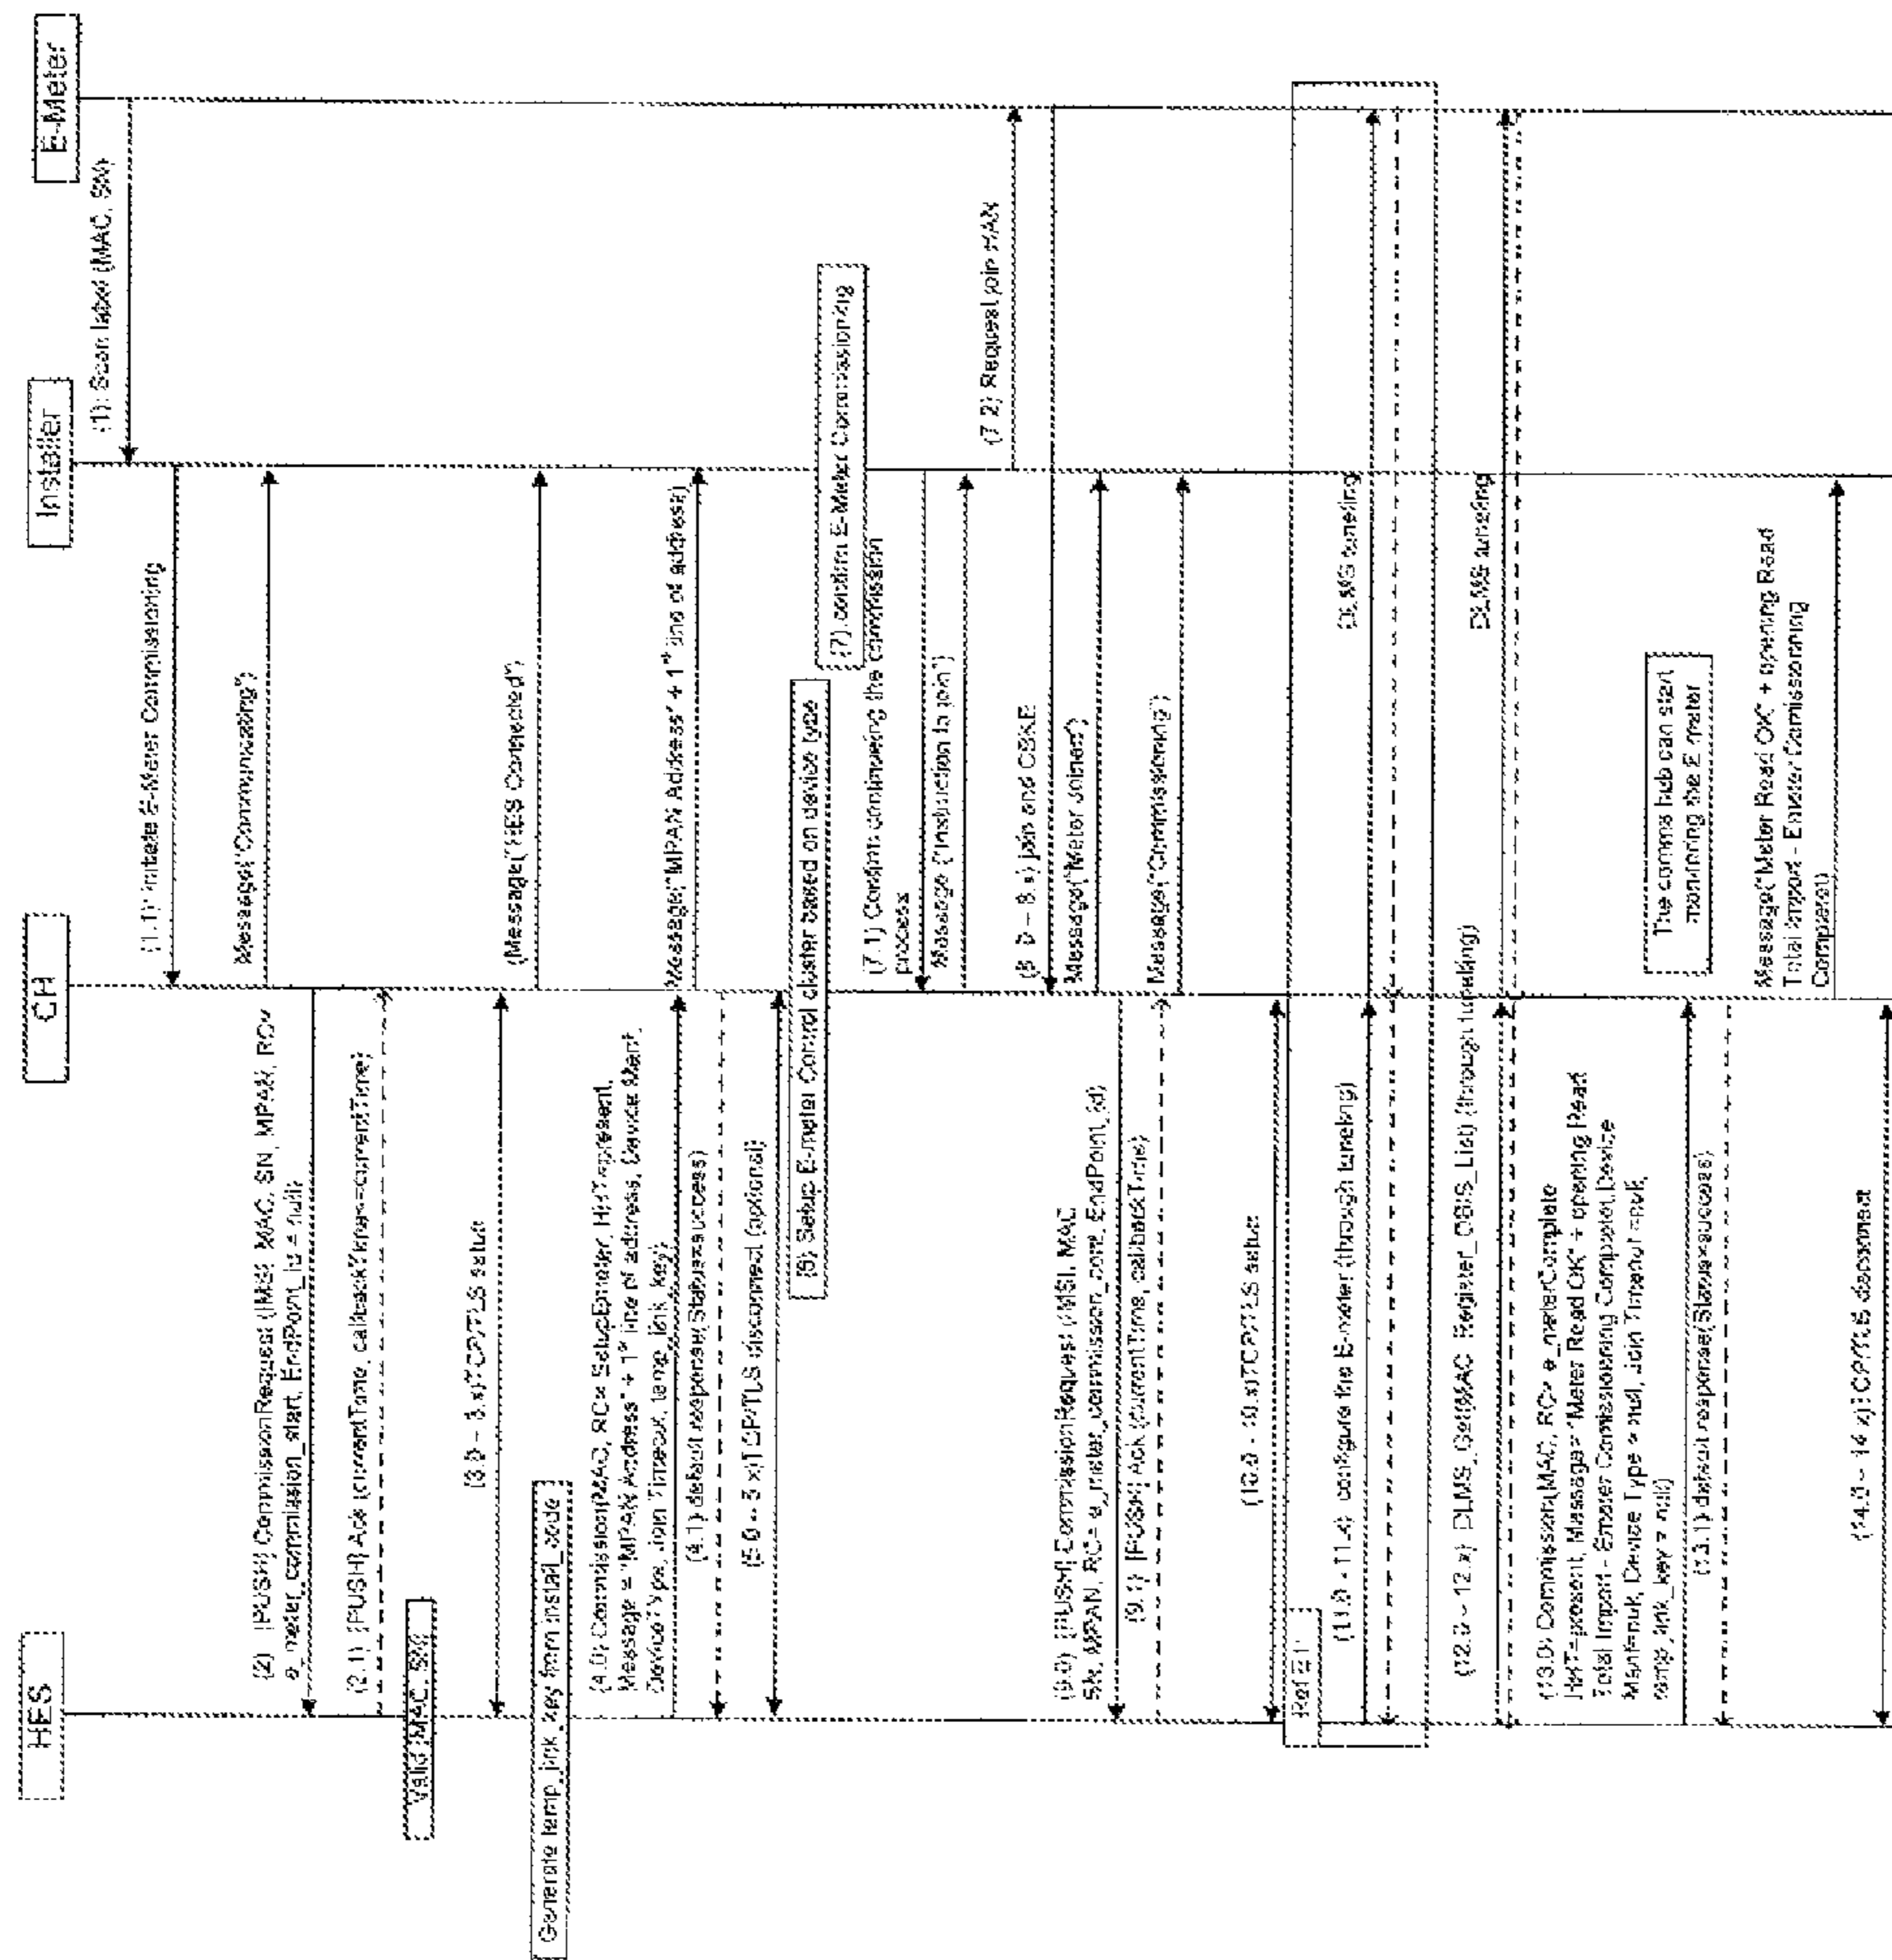 HES
CH
Installer
E-Meter
(1): Scan label (MAC, SN)
(1.1): Initiate E-Meter Commissioning
(2) [PUSH] CommissionRequest (IMSI, MAC, SN, MPAN, RC=
e_meter_commission_start, EndPoint_Id = null)
Message("Communicating")
(2.1) [PUSH] Ack (currentTime, callbackTime=currentTime)
Valid MAC, SN
(3.0 - 3.x)TCP/TLS setup
(Message("HES Connected")
Generate temp_link_key from install_code
(4.0) Commission(MAC, RC= SetupEmeter, HHT=present,
Message = "MPAN Address" + 1st line of address, Device Manf,
DeviceType, Join Timeout, temp_link_key)
Message("MPAN Address" + 1st line of address)
(4.1) default response(Status=success)
(5.0 - 5.x)TCP/TLS disconnect (optional)
(6) Setup E-meter Control cluster based on device type
(7) confirm E-Meter Commissioning
(7.1) Confirm continueing the commission
process
Message ("Instruction to join")
(7.2) Request join HAN
(8.0 - 8.x) join and CBKE
Message("Meter Joined")
(9.0) [PUSH] CommissionRequest (IMSI, MAC
SN, MPAN, RC= e_meter_commission_cont, EndPoint_Id)
(9.1) [PUSH] Ack (currentTime, callbackTime)
Message("Commissioning")
(10.0 - 10.x)TCP/TLS setup
(11.0 - 11.x) configure the E-meter (through tunneling)
DLMS tunneling
(12.0 - 12.x) DLMS_Get(MAC, Register_OBIS_List) (through tunneling)
DLMS tunneling
(13.0) Commission(MAC, RC= e_meterComplete
HHT=present, Message= "Meter Read OK" + opening Read
Total Import - Emeter Comissioning Completed, Device
Manf=null, Device Type = null, Join Timeout =null,
temp_link_key = null)
The comms hub can start
monitoring the E meter
(13.1) default response(Status=success)
Message("Meter Read OK" + opening Read
Total Import - Emeter Comissioning
(14.0 - 14.x)TCP/TLS disconnect